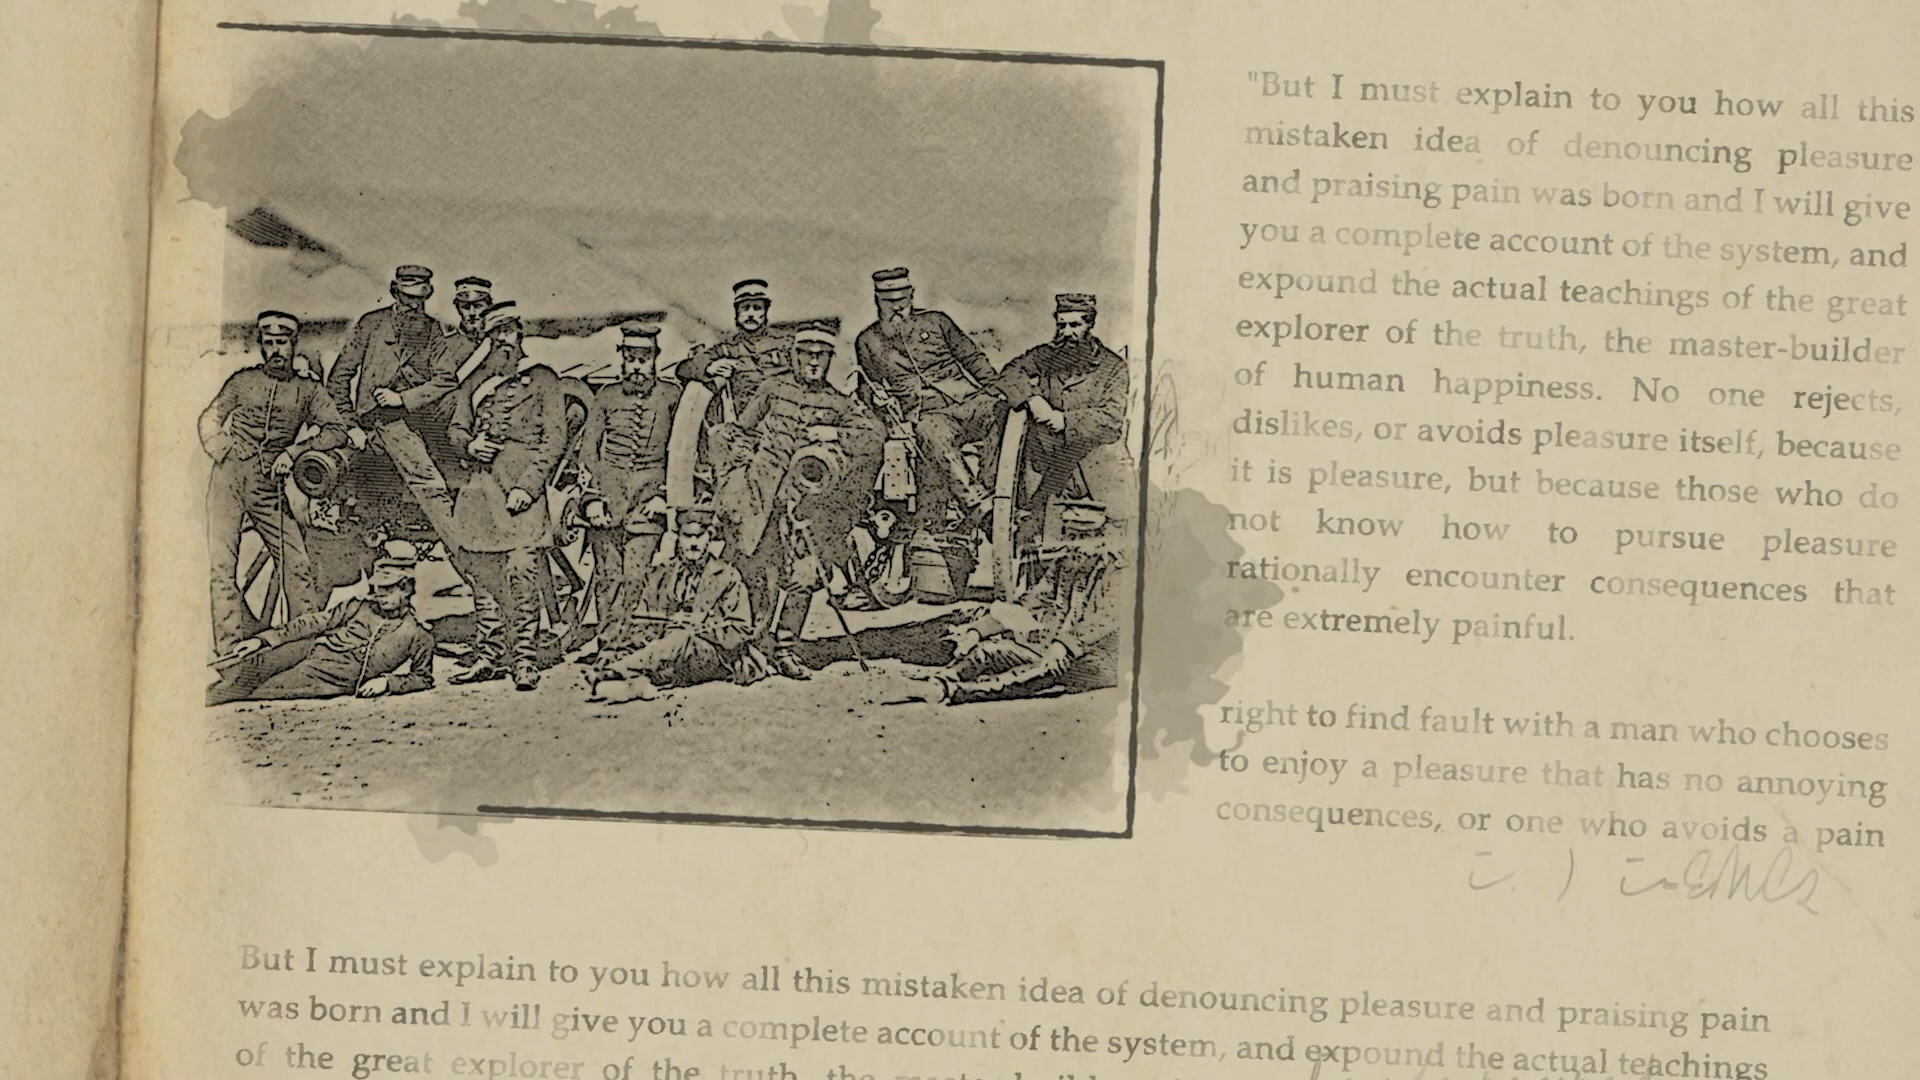 "But I must explain to you how all this
mistaken idea of denouncing pleasure
and praising pain was born and I will give
you a complete account of the system, and
expound the actual teachings of the great
explorer of the truth, the master-builder
of human happiness. No one rejects,
dislikes, or avoids pleasure itself, because
it is pleasure, but because those who do
not know how to pursue pleasure
rationally encounter consequences that
are extremely painful.
right to find fault with a man who chooses
to enjoy a pleasure that has no annoying
consequences, or one who avoids a pain
But I must explain to you how all this mistaken idea of denouncing pleasure and praising pain
was born and I will give you a complete account of the system, and expound the actual teachings
of the great explorer of the truth, the